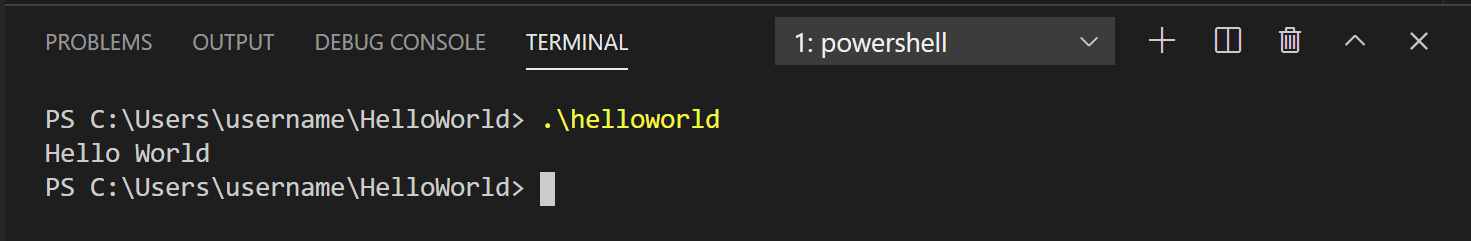 PROBLEMS OUTPUT DEBUG CONSOLE TERMINAL 1: powershell
PS C:\Users\username\HelloWorld> .\helloworld
Hello World
PS C:\Users\username\HelloWorld>